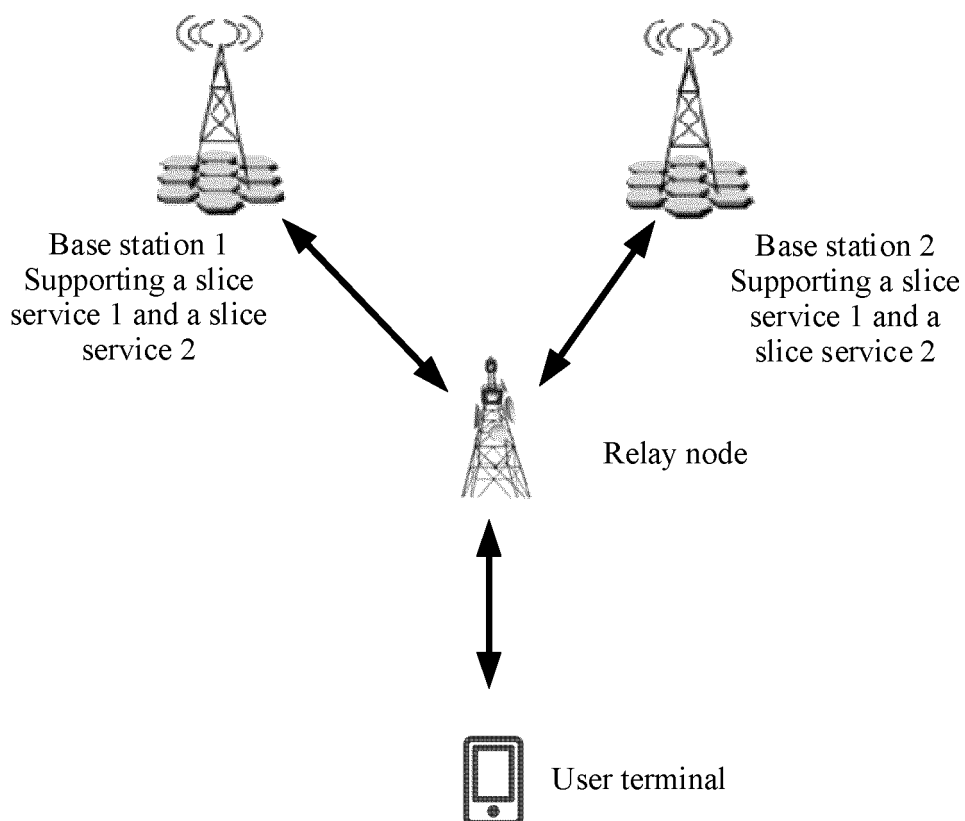 Base station 1
Supporting a slice
service 1 and a slice
service 2
Base station 2
Supporting a slice
service 1 and a
slice service 2
Relay node
User terminal